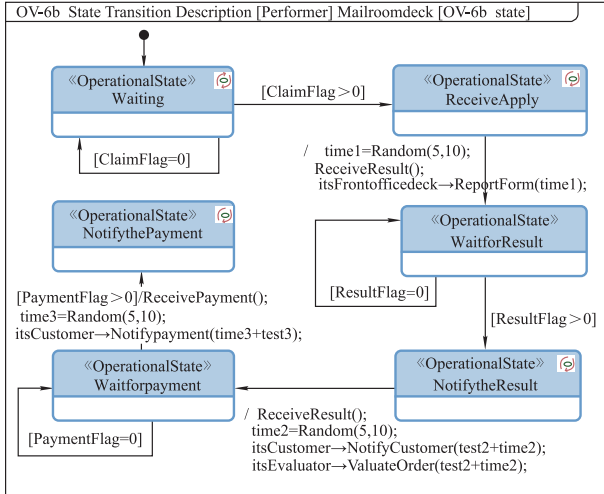 OV-6b State Transition Description [Performer] Mailroomdeck [OV-6b state]
«OperationalState»
Waiting
[ClaimFlag>0]
«OperationalState»
ReceiveApply
[ClaimFlag=0]
/ time1=Random(5,10);
ReceiveResult();
itsFrontofficedeck→ReportForm(time1);
«OperationalState»
NotifythePayment
«OperationalState»
WaitforResult
[ResultFlag=0]
[PaymentFlag>0]/ReceivePayment();
time3=Random(5,10);
itsCustomer→Notifypayment(time3+test3);
[ResultFlag>0]
«OperationalState»
Waitforpayment
«OperationalState»
NotifytheResult
[PaymentFlag=0]
/ ReceiveResult();
time2=Random(5,10);
itsCustomer→NotifyCustomer(test2+time2);
itsEvaluator→ValuateOrder(test2+time2);